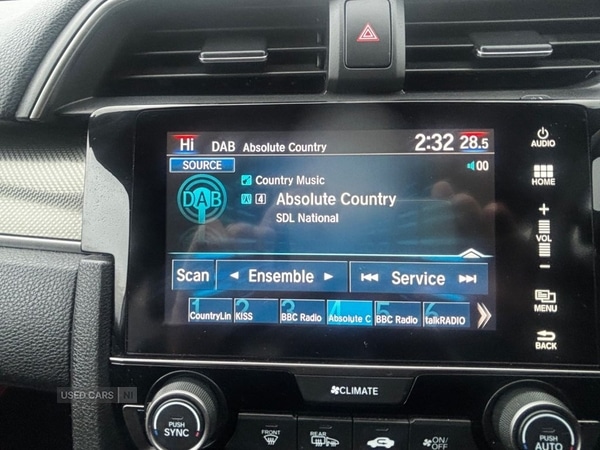 Hi DAB Absolute Country 2:32 28.5
SOURCE 00
DAB
Country Music
4 Absolute Country
SDL National
Scan Ensemble Service
1 CountryLin
2 KISS
3 BBC Radio
4 Absolute C
5 BBC Radio
6 talkRADIO
AUDIO
HOME
+
VOL
−
MENU
BACK
CLIMATE
USED CARS NI
PUSH
SYNC
FRONT
REAR
ON/
OFF
PUSH
AUTO